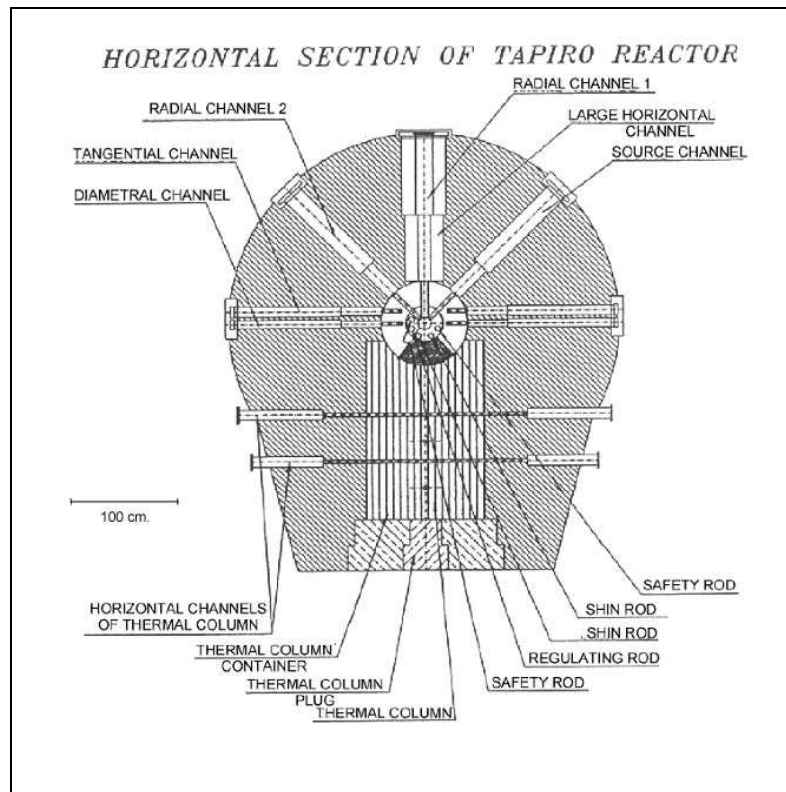 HORIZONTAL SECTION OF TAPIRO REACTOR
RADIAL CHANNEL 1
RADIAL CHANNEL 2
LARGE HORIZONTAL
CHANNEL
TANGENTIAL CHANNEL
SOURCE CHANNEL
DIAMETRAL CHANNEL
100 cm.
SAFETY ROD
HORIZONTAL CHANNELS
OF THERMAL COLUMN
SHIN ROD
SHIN ROD
THERMAL COLUMN
CONTAINER
REGULATING ROD
THERMAL COLUMN
PLUG
SAFETY ROD
THERMAL COLUMN